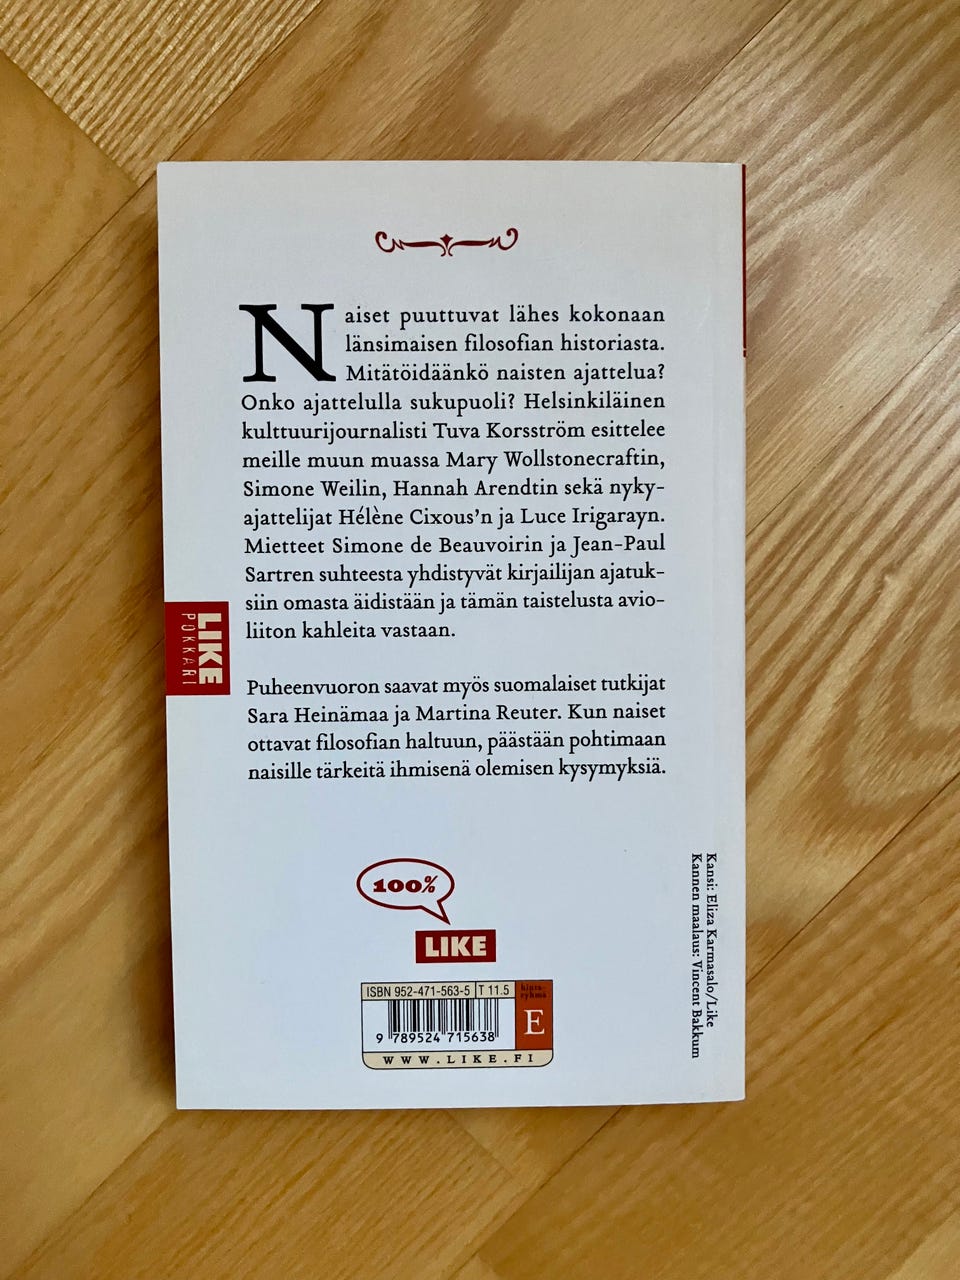 Naiset puuttuvat lähes kokonaan
länsimaisen filosofian historiasta.
Mitätöidäänkö naisten ajattelua?
Onko ajattelulla sukupuoli? Helsinkiläinen
kulttuurijournalisti Tuva Korsström esittelee
meille muun muassa Mary Wollstonecraftin,
Simone Weilin, Hannah Arendtin sekä nyky-
ajattelijat Hélène Cixous'n ja Luce Irigarayn.
Mietteet Simone de Beauvoirin ja Jean-Paul
Sartren suhteesta yhdistyvät kirjailijan ajatuk-
siin omasta äidistään ja tämän taistelusta avio-
liiton kahleita vastaan.
Puheenvuoron saavat myös suomalaiset tutkijat
Sara Heinämaa ja Martina Reuter. Kun naiset
ottavat filosofian haltuun, päästään pohtimaan
naisille tärkeitä ihmisenä olemisen kysymyksiä.
LIKE
POKKARI
100%
LIKE
ISBN 952-471-563-5 T 11.5
hinta-
ryhmä
E
9 789524 715638
WWW.LIKE.FI
Kansi: Eliza Karmasalo/Like
Kannen maalaus: Vincent Bakkum